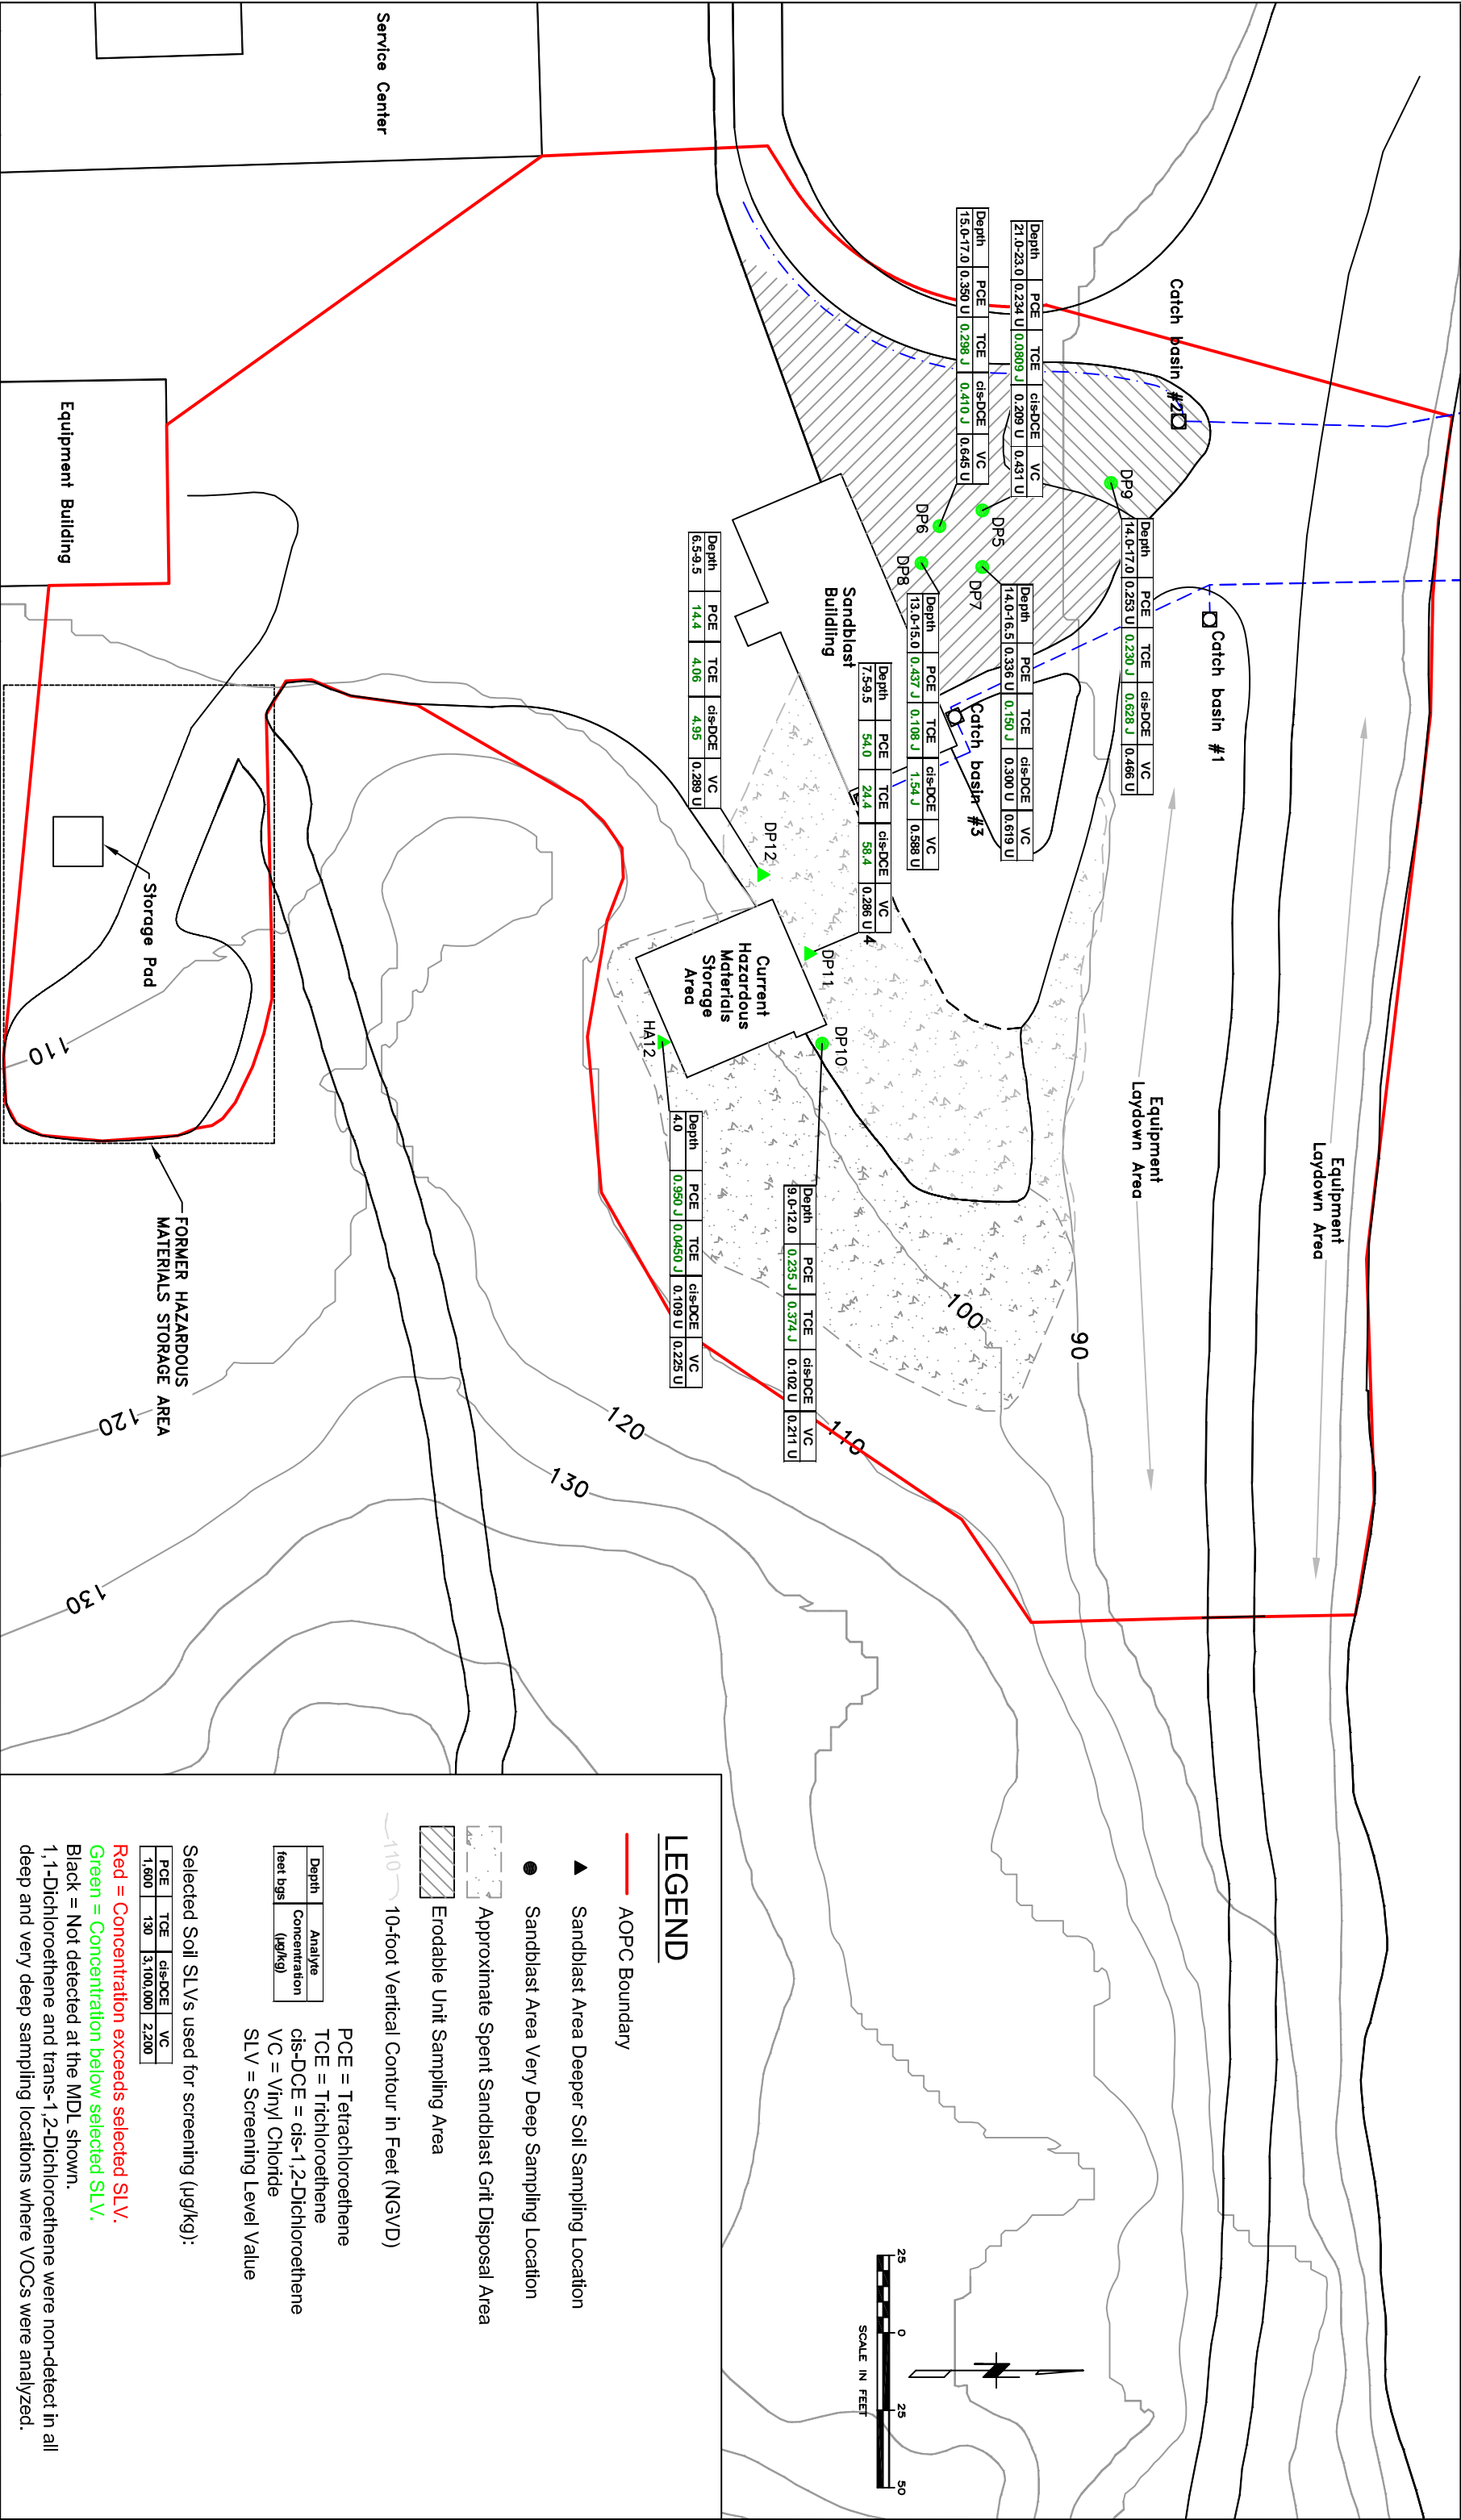 Service Center
Equipment Building
Catch basin #2
Catch basin #1
Catch basin #3
Sandblast
Buildling
Current
Hazardous
Materials
Storage
Area
Storage Pad
FORMER HAZARDOUS
MATERIALS STORAGE AREA
Equipment
Laydown Area
Equipment
Laydown Area
DP5
Depth PCE TCE cis-DCE VC
21.0-23.0 0.234 U 0.0809 J 0.209 U 0.431 U
DP6
Depth PCE TCE cis-DCE VC
15.0-17.0 0.350 U 0.298 J 0.410 J 0.645 U
DP9
Depth PCE TCE cis-DCE VC
14.0-17.0 0.253 U 0.230 J 0.628 J 0.466 U
DP7
Depth PCE TCE cis-DCE VC
14.0-16.5 0.336 U 0.150 J 0.300 U 0.619 U
DP8
Depth PCE TCE cis-DCE VC
13.0-15.0 0.437 J 0.108 J 1.54 J 0.588 U
DP11
Depth PCE TCE cis-DCE VC
7.5-9.5 54.0 24.4 58.4 0.286 U
4
DP12
Depth PCE TCE cis-DCE VC
6.5-9.5 14.4 4.06 4.95 0.289 U
DP10
Depth PCE TCE cis-DCE VC
9.0-12.0 0.235 J 0.374 J 0.102 U 0.211 U
HA12
Depth PCE TCE cis-DCE VC
4.0 0.950 J 0.0450 J 0.109 U 0.225 U
90
100
110
110
120
120
130
130
25 0 25 50
SCALE IN FEET
LEGEND
AOPC Boundary
Sandblast Area Deeper Soil Sampling Location
Sandblast Area Very Deep Sampling Location
Approximate Spent Sandblast Grit Disposal Area
Erodable Unit Sampling Area
110
10-foot Vertical Contour in Feet (NGVD)
Depth Analyte
feet bgs Concentration
(µg/kg)
PCE = Tetrachloroethene
TCE = Trichloroethene
cis-DCE = cis-1,2-Dichloroethene
VC = Vinyl Chloride
SLV = Screening Level Value
Selected Soil SLVs used for screening (µg/kg):
PCE TCE cis-DCE VC
1,600 130 3,100,000 2,200
Red = Concentration exceeds selected SLV.
Green = Concentration below selected SLV.
Black = Not detected at the MDL shown.
1,1-Dichloroethene and trans-1,2-Dichloroethene were non-detect in all
deep and very deep sampling locations where VOCs were analyzed.